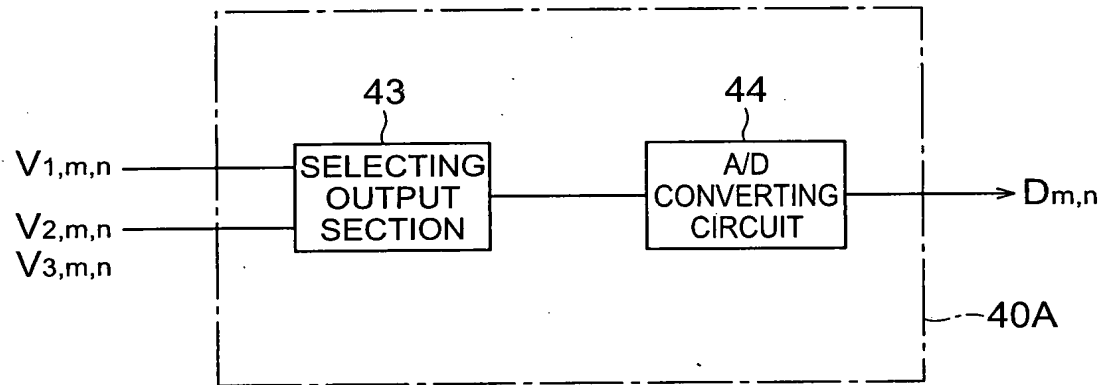 43
44
V1,m,n
V2,m,n
V3,m,n
SELECTING
OUTPUT
SECTION
A/D
CONVERTING
CIRCUIT
Dm,n
40A